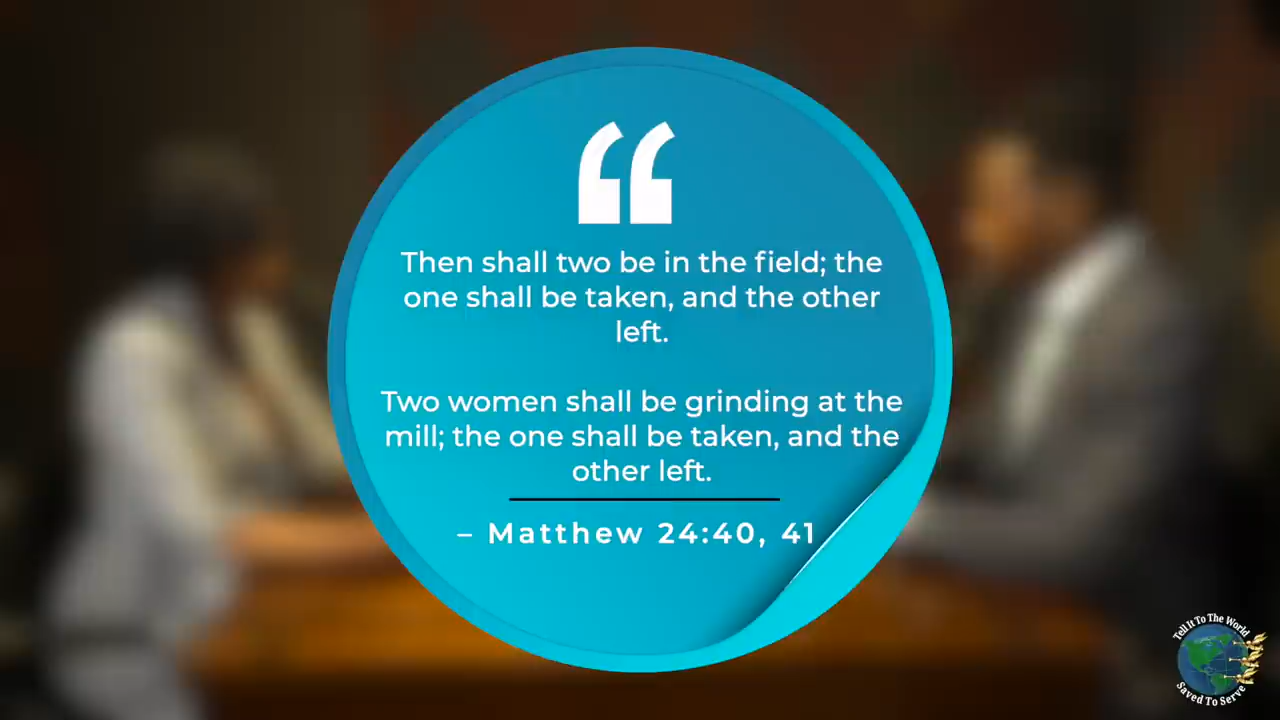 “
Then shall two be in the field; the
one shall be taken, and the other
left.
Two women shall be grinding at the
mill; the one shall be taken, and the
other left.
– Matthew 24:40, 41
Tell It To The World
Saved To Serve